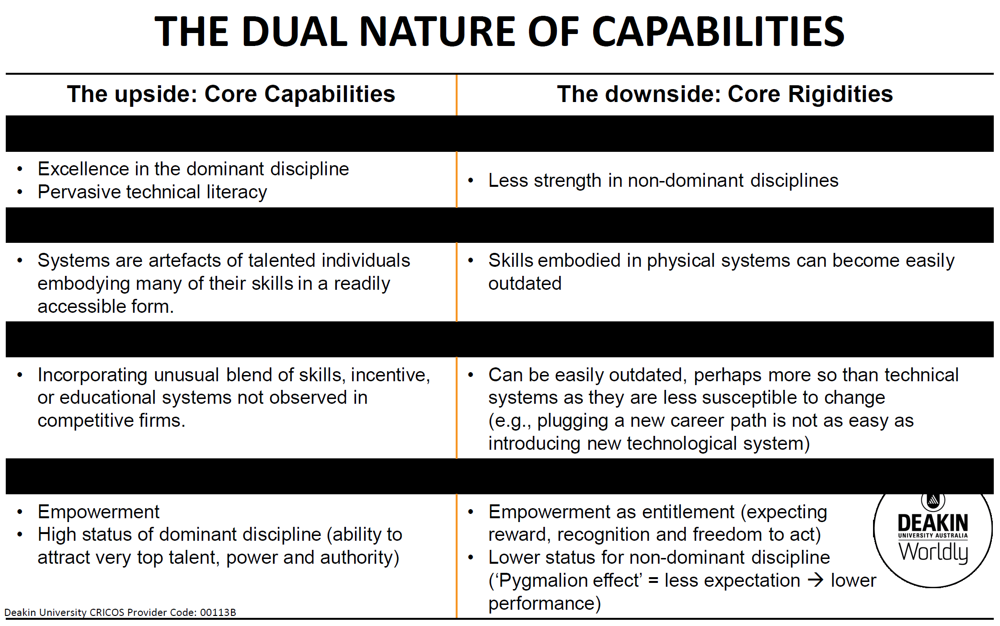 THE DUAL NATURE OF CAPABILITIES
The upside: Core Capabilities
The downside: Core Rigidities
• Excellence in the dominant discipline
• Pervasive technical literacy
• Less strength in non-dominant disciplines
• Systems are artefacts of talented individuals
embodying many of their skills in a readily
accessible form.
• Skills embodied in physical systems can become easily
outdated
• Incorporating unusual blend of skills, incentive,
or educational systems not observed in
competitive firms.
• Can be easily outdated, perhaps more so than technical
systems as they are less susceptible to change
(e.g., plugging a new career path is not as easy as
introducing new technological system)
• Empowerment
• High status of dominant discipline (ability to
attract very top talent, power and authority)
• Empowerment as entitlement (expecting
reward, recognition and freedom to act)
• Lower status for non-dominant discipline
(‘Pygmalion effect’ = less expectation → lower
performance)
DEAKIN
UNIVERSITY AUSTRALIA
Worldly
Deakin University CRICOS Provider Code: 00113B